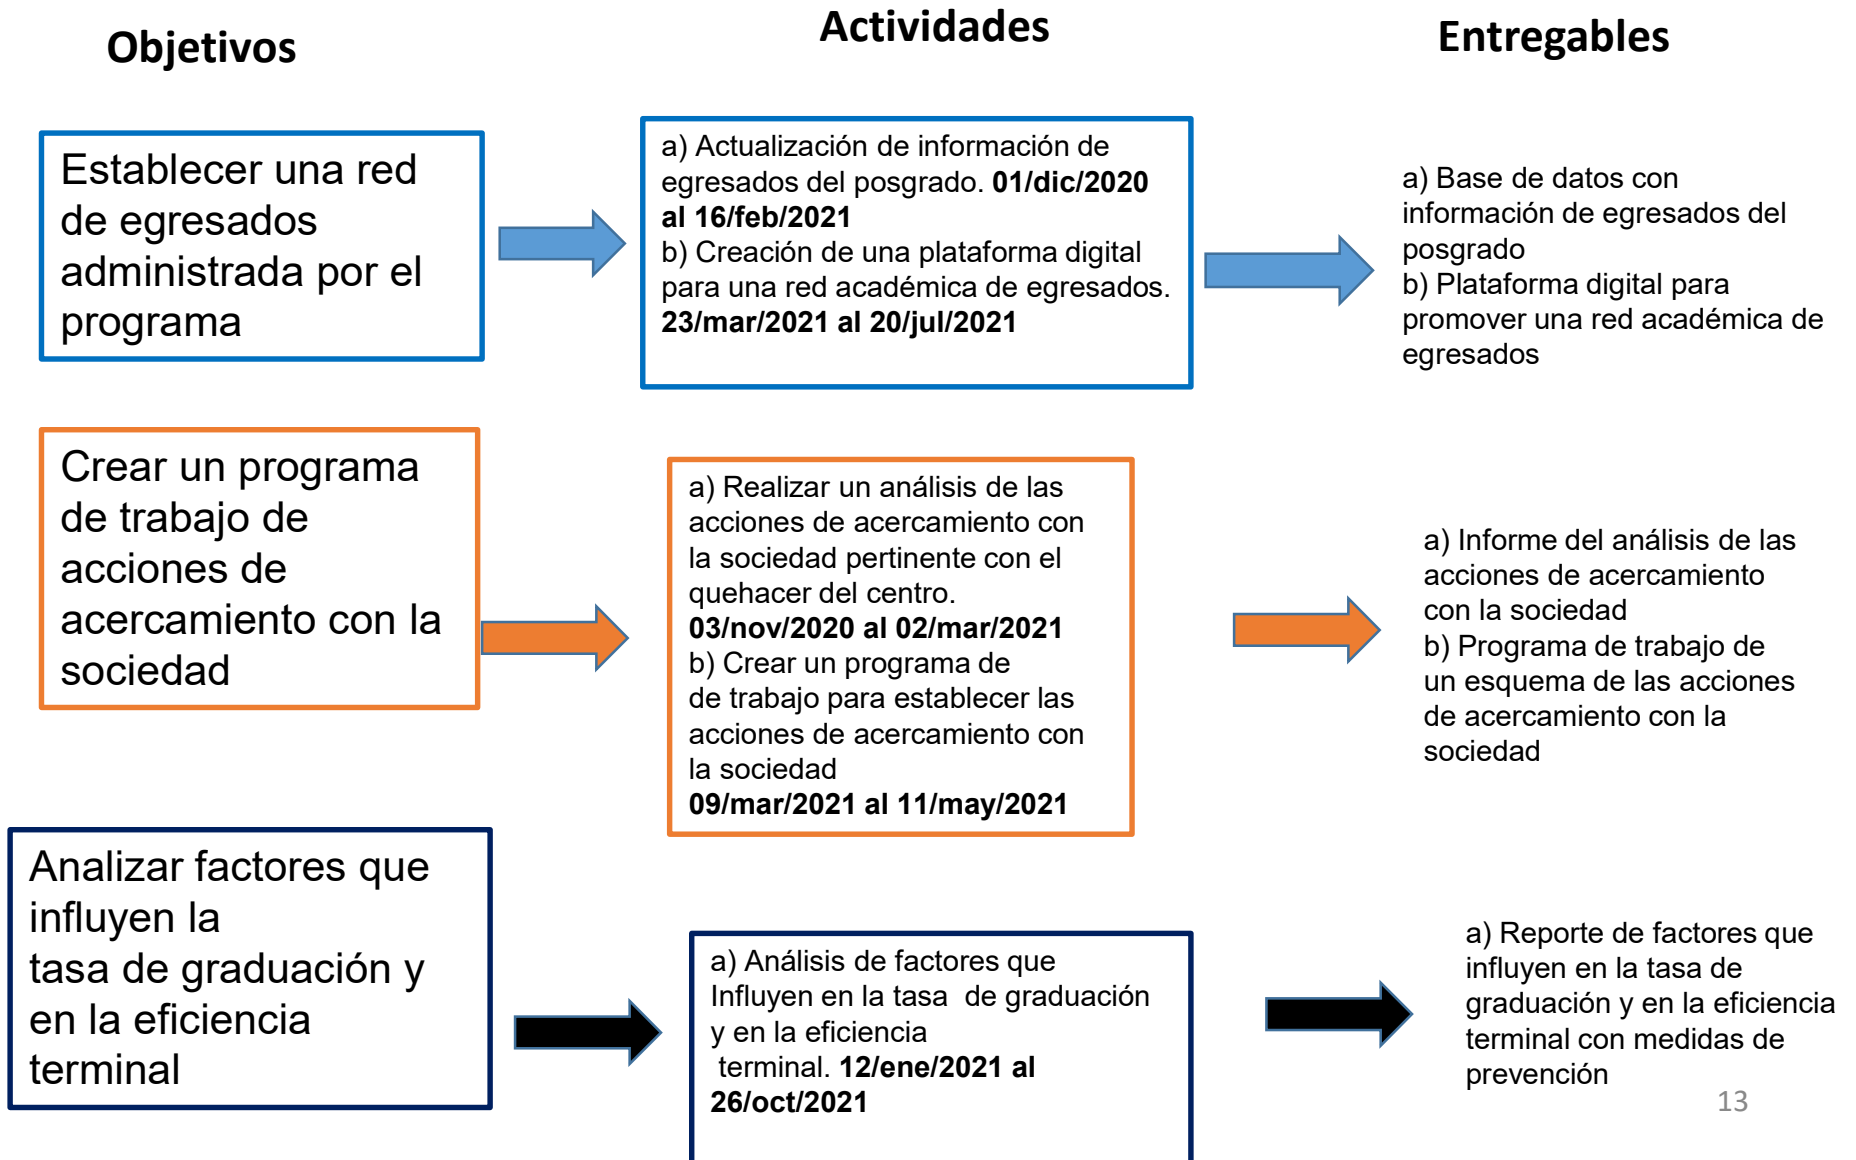 Objetivos
Actividades
Entregables
Establecer una red
de egresados
administrada por el
programa
a) Actualización de información de
egresados del posgrado. 01/dic/2020
al 16/feb/2021
b) Creación de una plataforma digital
para una red académica de egresados.
23/mar/2021 al 20/jul/2021
a) Base de datos con
información de egresados del
posgrado
b) Plataforma digital para
promover una red académica de
egresados
Crear un programa
de trabajo de
acciones de
acercamiento con la
sociedad
a) Realizar un análisis de las
acciones de acercamiento con
la sociedad pertinente con el
quehacer del centro.
03/nov/2020 al 02/mar/2021
b) Crear un programa de
de trabajo para establecer las
acciones de acercamiento con
la sociedad
09/mar/2021 al 11/may/2021
a) Informe del análisis de las
acciones de acercamiento
con la sociedad
b) Programa de trabajo de
un esquema de las acciones
de acercamiento con la
sociedad
Analizar factores que
influyen la
tasa de graduación y
en la eficiencia
terminal
a) Análisis de factores que
Influyen en la tasa  de graduación
y en la eficiencia
terminal. 12/ene/2021 al
26/oct/2021
a) Reporte de factores que
influyen en la tasa de
graduación y en la eficiencia
terminal con medidas de
prevención
13